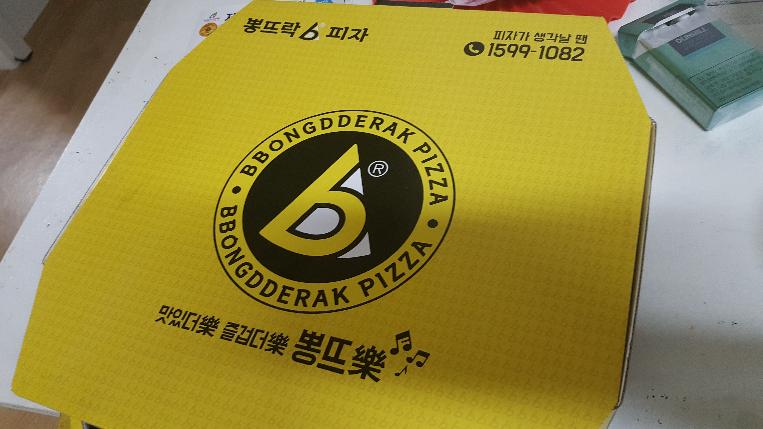 뽕뜨락 피자
피자가 생각날 땐
1599-1082
BBONGDDERAK PIZZA
®
BBONGDDERAK PIZZA
맛있더樂 즐겁더樂 뽕뜨樂
DUNHILL